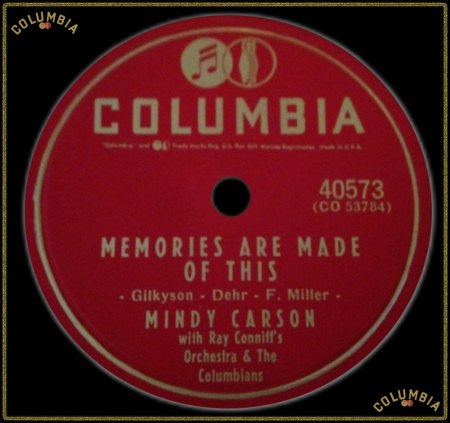 COLUMBIA
COLUMBIA
"Columbia" and Trade Marks Reg. U.S. Pat. Off. Marcas Registradas. Made in U.S.A.
40573
(CO 53784)
MEMORIES ARE MADE
OF THIS
- Gilkyson - Dehr - F. Miller -
MINDY CARSON
with Ray Conniff's
Orchestra & The
Columbians
COLUMBIA